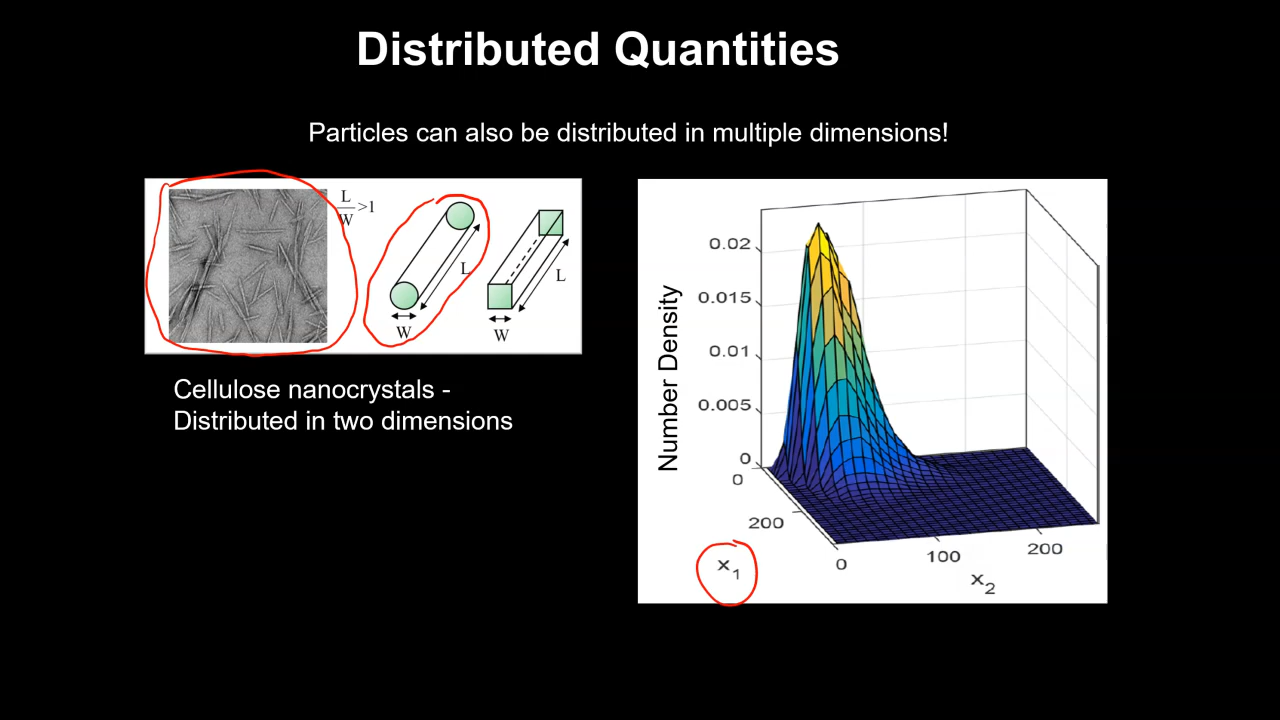 Distributed Quantities
Particles can also be distributed in multiple dimensions!
L
W
>1
L
W
L
W
Cellulose nanocrystals -
Distributed in two dimensions
Number Density
0.02
0.015
0.01
0.005
0
0
200
x1
0
100
200
x2